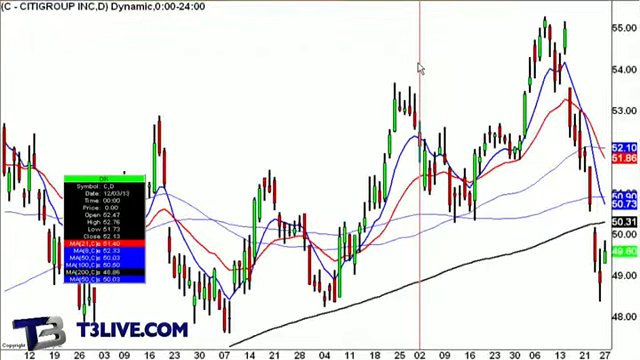 (C - CITIGROUP INC,D) Dynamic,0:00-24:00
55.00
54.00
53.00
52.10
51.86
50.73
50.31
50.00
49.60
49.00
48.00
Symbol: C,D
Date: 12/03/13
Time: 00:00
Price: 0.00
Open 52.47
High 52.76
Low 51.73
Close 52.13
MA(21,C)= 51.40
MA(8,C)= 52.33
MA(50,C)= 50.03
MA(100,C)= 50.50
MA(200,C)= 48.86
MA(50,C)= 50.03
T3 T3LIVE.COM
12 19 26 03 09 16 23 30 07 14 21 28 04 11 18 25 02 09 16 23 30 06 13 21 27